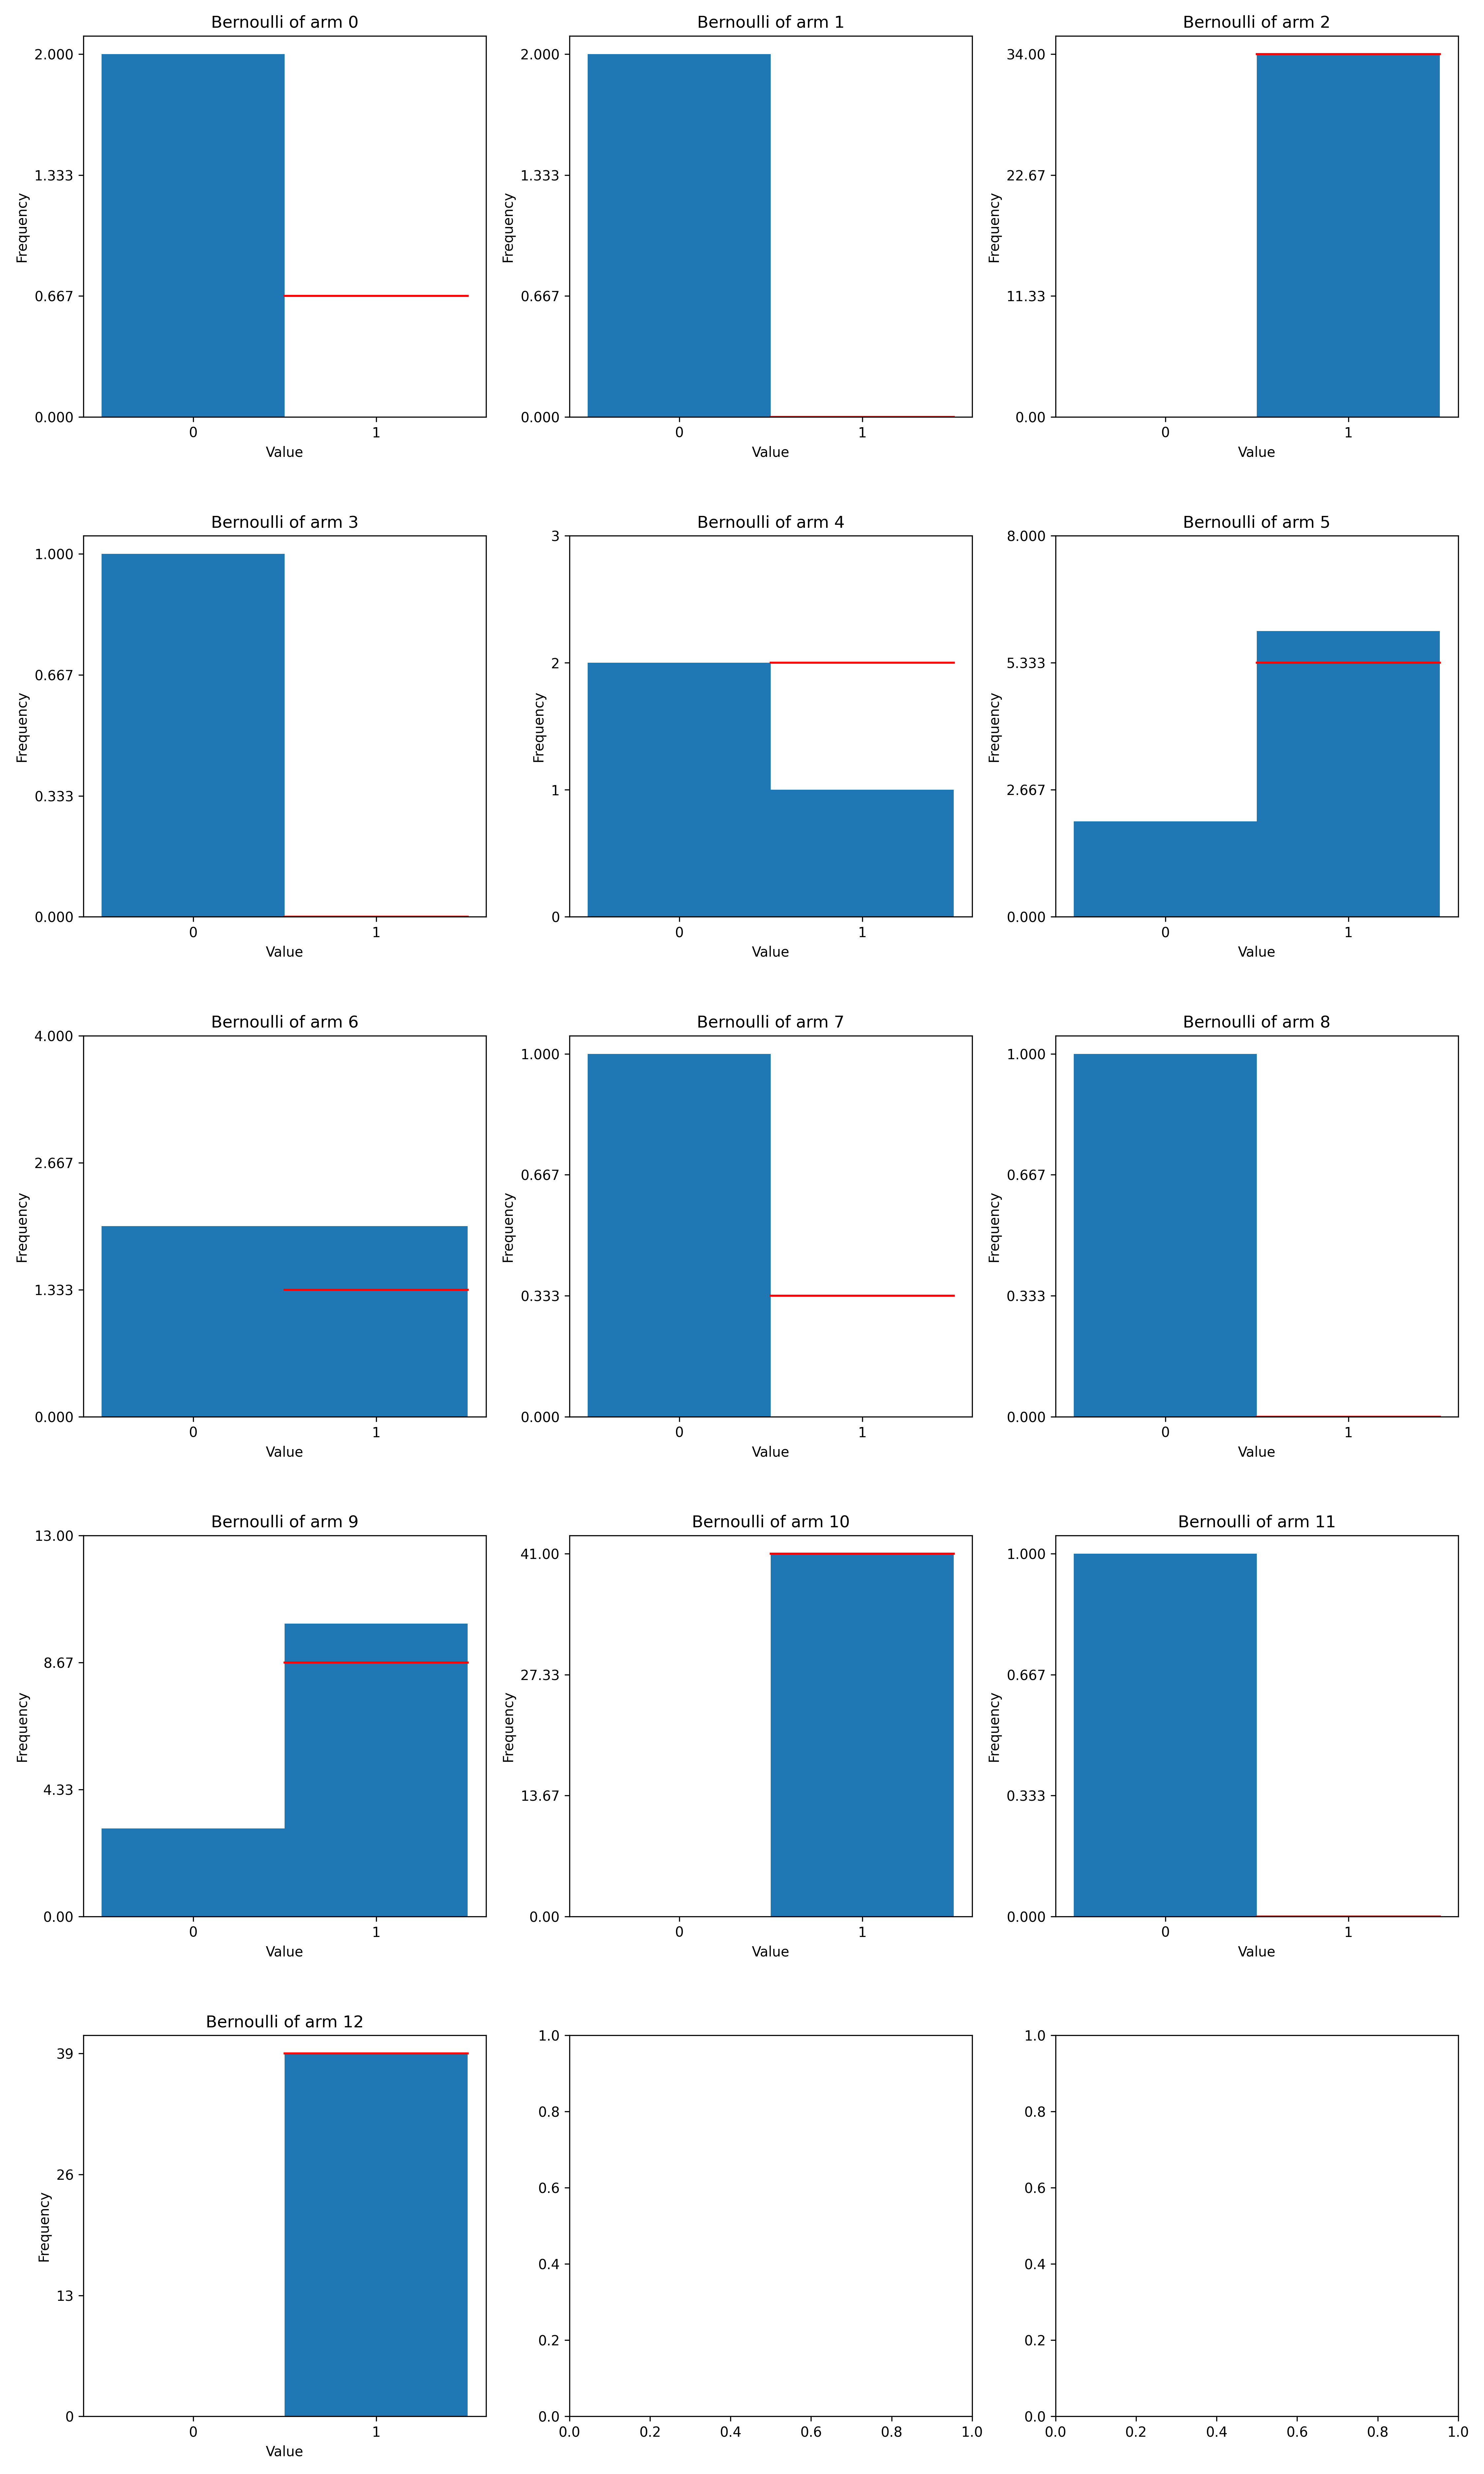 Bernoulli of arm 0
2.000
1.333
0.667
0.000
Frequency
0 1
Value
Bernoulli of arm 1
2.000
1.333
0.667
0.000
Frequency
0 1
Value
Bernoulli of arm 2
34.00
22.67
11.33
0.00
Frequency
0 1
Value
Bernoulli of arm 3
1.000
0.667
0.333
0.000
Frequency
0 1
Value
Bernoulli of arm 4
3
2
1
0
Frequency
0 1
Value
Bernoulli of arm 5
8.000
5.333
2.667
0.000
Frequency
0 1
Value
Bernoulli of arm 6
4.000
2.667
1.333
0.000
Frequency
0 1
Value
Bernoulli of arm 7
1.000
0.667
0.333
0.000
Frequency
0 1
Value
Bernoulli of arm 8
1.000
0.667
0.333
0.000
Frequency
0 1
Value
Bernoulli of arm 9
13.00
8.67
4.33
0.00
Frequency
0 1
Value
Bernoulli of arm 10
41.00
27.33
13.67
0.00
Frequency
0 1
Value
Bernoulli of arm 11
1.000
0.667
0.333
0.000
Frequency
0 1
Value
Bernoulli of arm 12
39
26
13
0
Frequency
0 1
Value
1.0
0.8
0.6
0.4
0.2
0.0
0.0 0.2 0.4 0.6 0.8 1.0
1.0
0.8
0.6
0.4
0.2
0.0
0.0 0.2 0.4 0.6 0.8 1.0